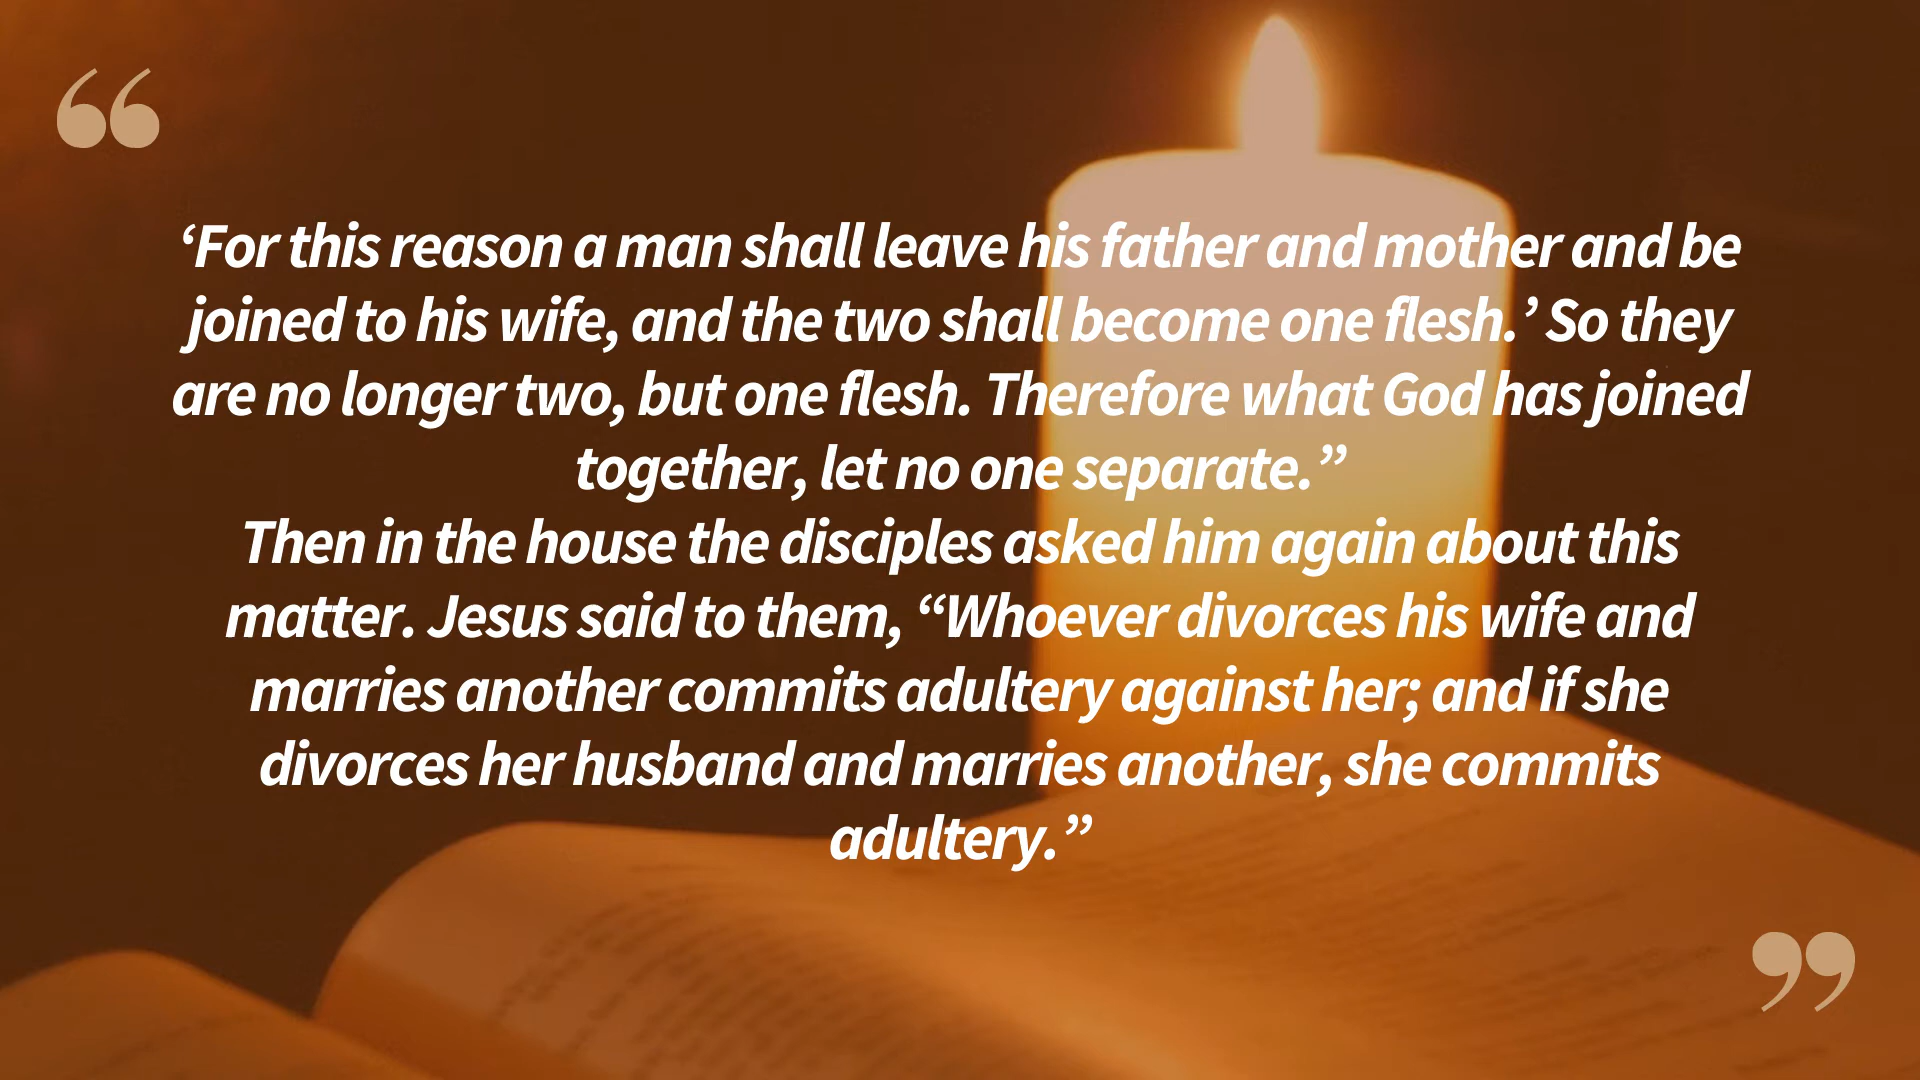 “
‘For this reason a man shall leave his father and mother and be
joined to his wife, and the two shall become one flesh.’ So they
are no longer two, but one flesh. Therefore what God has joined
together, let no one separate.”
Then in the house the disciples asked him again about this
matter. Jesus said to them, “Whoever divorces his wife and
marries another commits adultery against her; and if she
divorces her husband and marries another, she commits
adultery.”
”